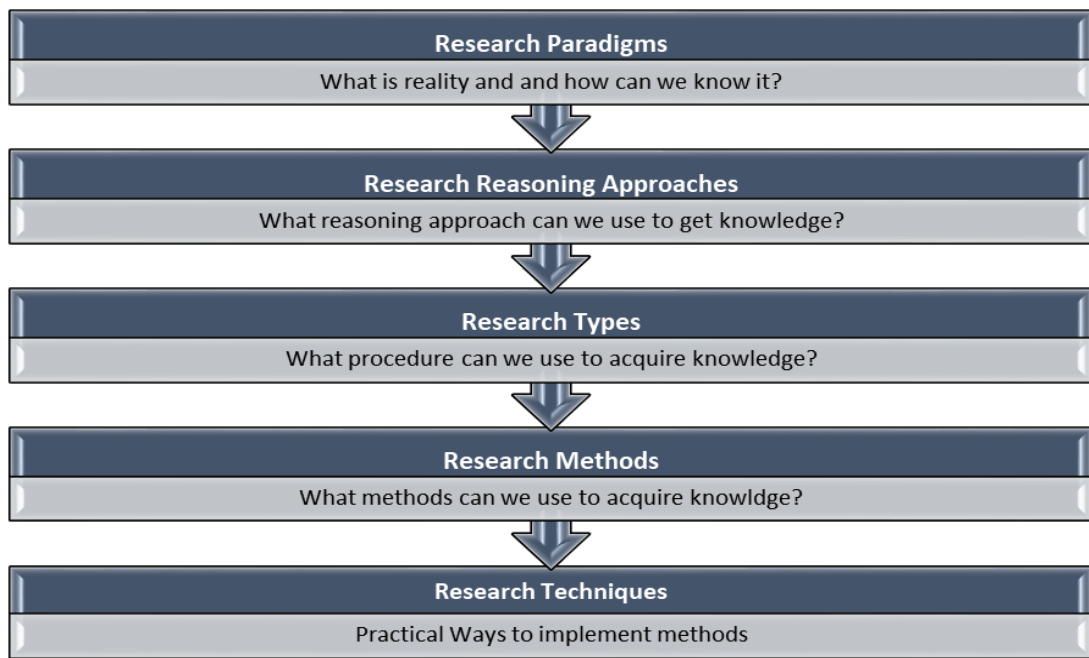 Research Paradigms
What is reality and and how can we know it?
Research Reasoning Approaches
What reasoning approach can we use to get knowledge?
Research Types
What procedure can we use to acquire knowledge?
Research Methods
What methods can we use to acquire knowldge?
Research Techniques
Practical Ways to implement methods